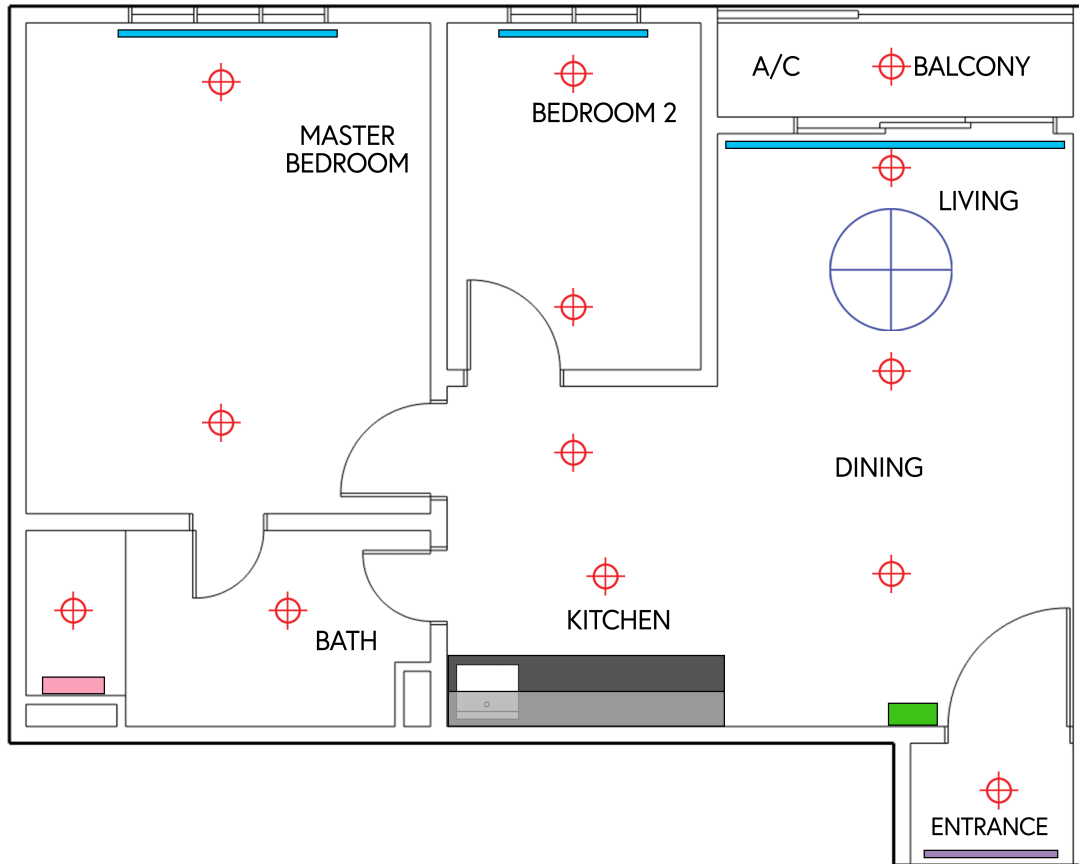 A/C
BALCONY
BEDROOM 2
MASTER
BEDROOM
LIVING
DINING
KITCHEN
BATH
ENTRANCE